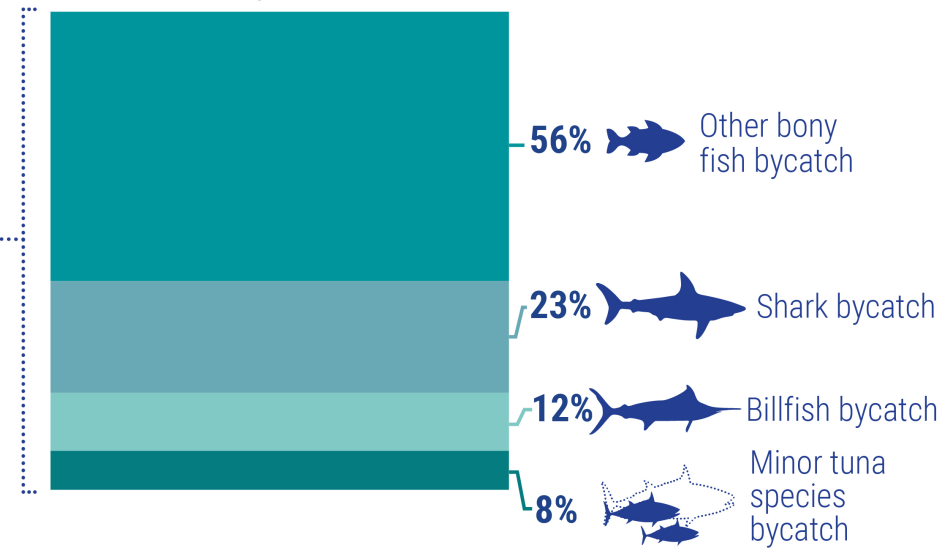 56%
Other bony
fish bycatch
23%
Shark bycatch
12%
Billfish bycatch
8%
Minor tuna
species
bycatch